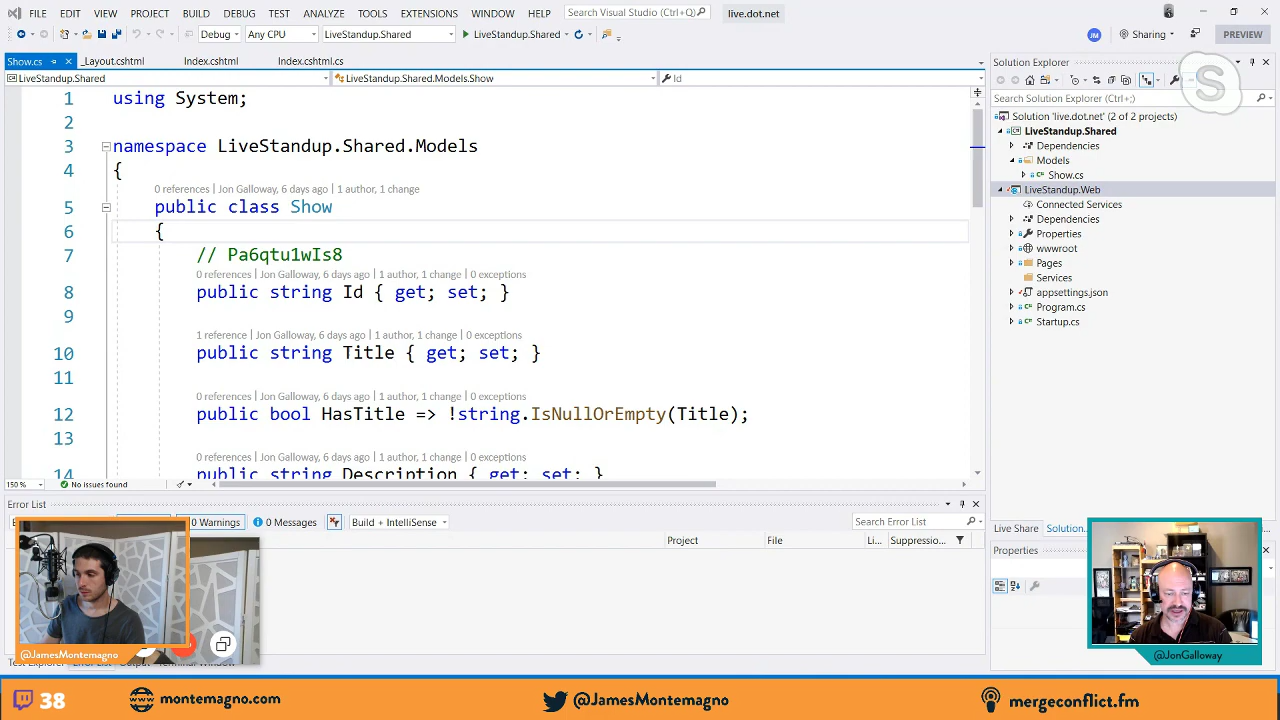 FILE EDIT VIEW PROJECT BUILD DEBUG TEST ANALYZE TOOLS EXTENSIONS WINDOW HELP Search Visual Studio (Ctrl+Q) live.dot.net
Debug Any CPU LiveStandup.Shared LiveStandup.Shared JM Sharing PREVIEW
Show.cs _Layout.cshtml Index.cshtml Index.cshtml.cs
LiveStandup.Shared LiveStandup.Shared.Models.Show Id
1 using System;
2
3 namespace LiveStandup.Shared.Models
4 {
0 references | Jon Galloway, 6 days ago | 1 author, 1 change
5 public class Show
6 {
7 // Pa6qtu1wIs8
0 references | Jon Galloway, 6 days ago | 1 author, 1 change | 0 exceptions
8 public string Id { get; set; }
9
1 reference | Jon Galloway, 6 days ago | 1 author, 1 change | 0 exceptions
10 public string Title { get; set; }
11
0 references | Jon Galloway, 6 days ago | 1 author, 1 change | 0 exceptions
12 public bool HasTitle => !string.IsNullOrEmpty(Title);
13
0 references | Jon Galloway, 6 days ago | 1 author, 1 change | 0 exceptions
14 public string Description { get; set; }
150 % No issues found
Solution Explorer
Search Solution Explorer (Ctrl+;)
Solution 'live.dot.net' (2 of 2 projects)
LiveStandup.Shared
Dependencies
Models
Show.cs
LiveStandup.Web
Connected Services
Dependencies
Properties
wwwroot
Pages
Services
appsettings.json
Program.cs
Startup.cs
Live Share Solution...
Properties
Error List
0 Warnings 0 Messages Build + IntelliSense Search Error List
Project File Li... Suppressio...
@JamesMontemagno
@JonGalloway
38 montemagno.com @JamesMontemagno mergeconflict.fm